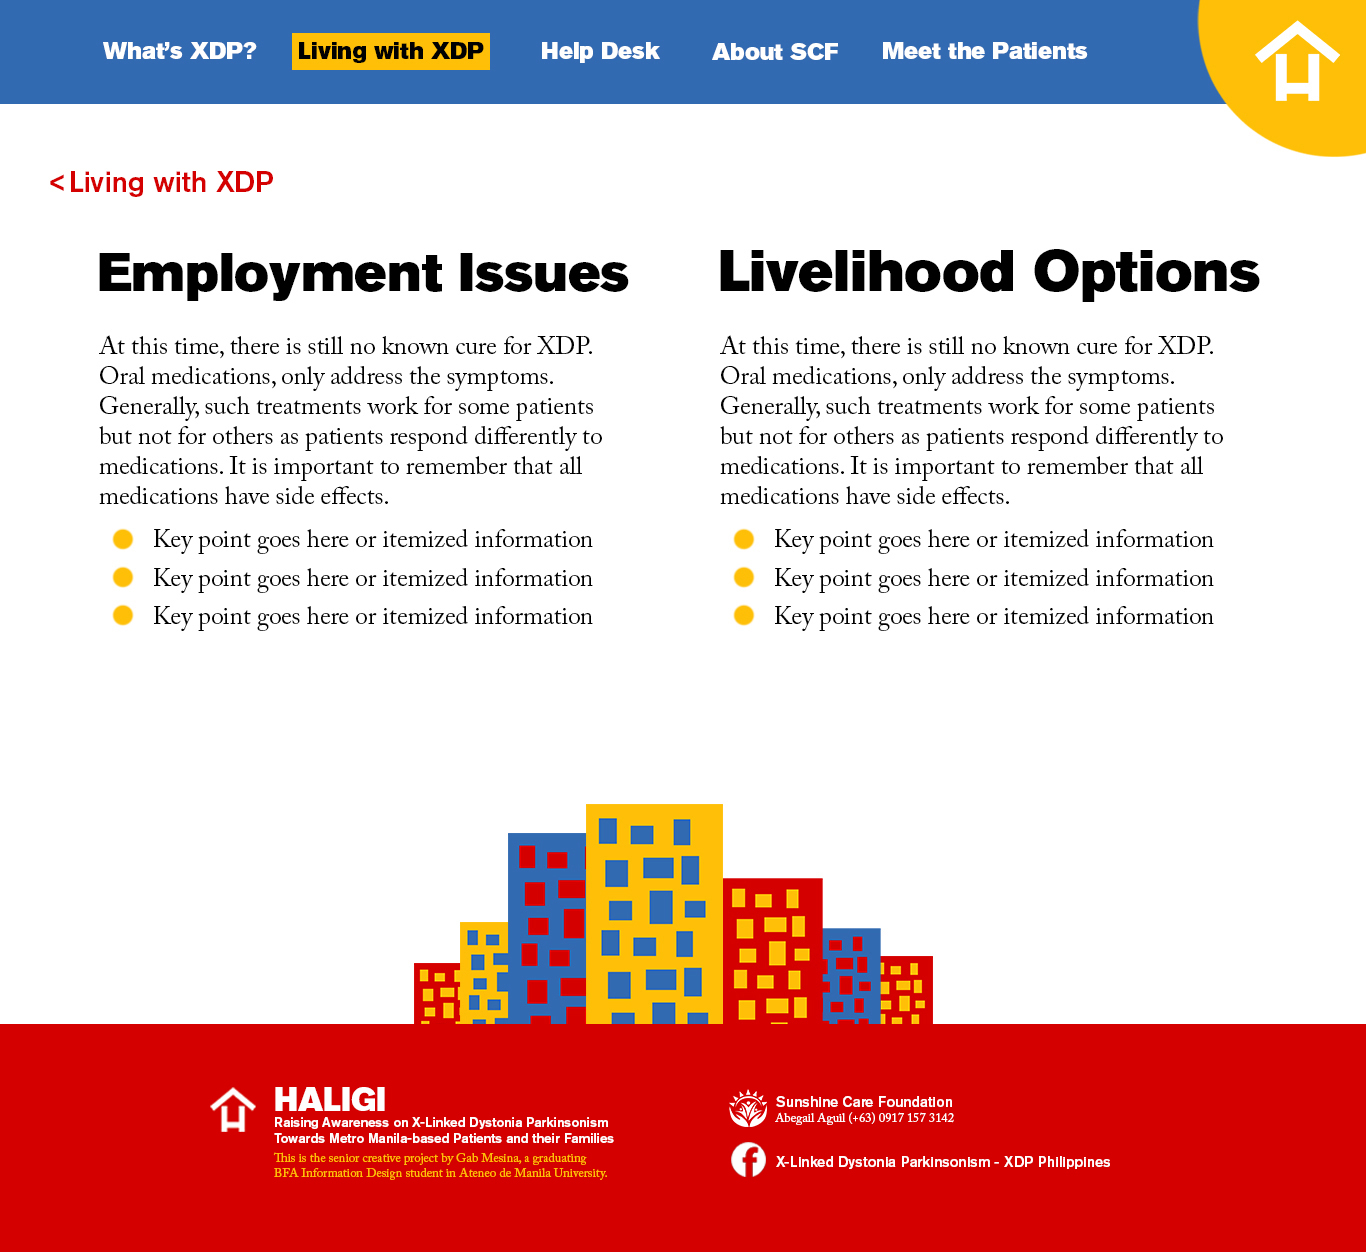 What's XDP?
Living with XDP
Help Desk
About SCF
Meet the Patients
< Living with XDP
Employment Issues
At this time, there is still no known cure for XDP.
Oral medications, only address the symptoms.
Generally, such treatments work for some patients
but not for others as patients respond differently to
medications. It is important to remember that all
medications have side effects.
Key point goes here or itemized information
Key point goes here or itemized information
Key point goes here or itemized information
Livelihood Options
At this time, there is still no known cure for XDP.
Oral medications, only address the symptoms.
Generally, such treatments work for some patients
but not for others as patients respond differently to
medications. It is important to remember that all
medications have side effects.
Key point goes here or itemized information
Key point goes here or itemized information
Key point goes here or itemized information
HALIGI
Raising Awareness on X-Linked Dystonia Parkinsonism
Towards Metro Manila-based Patients and their Families
This is the senior creative project by Gab Mesina, a graduating
BFA Information Design student in Ateneo de Manila University.
Sunshine Care Foundation
Abegail Aguil (+63) 0917 157 3142
X-Linked Dystonia Parkinsonism - XDP Philippines